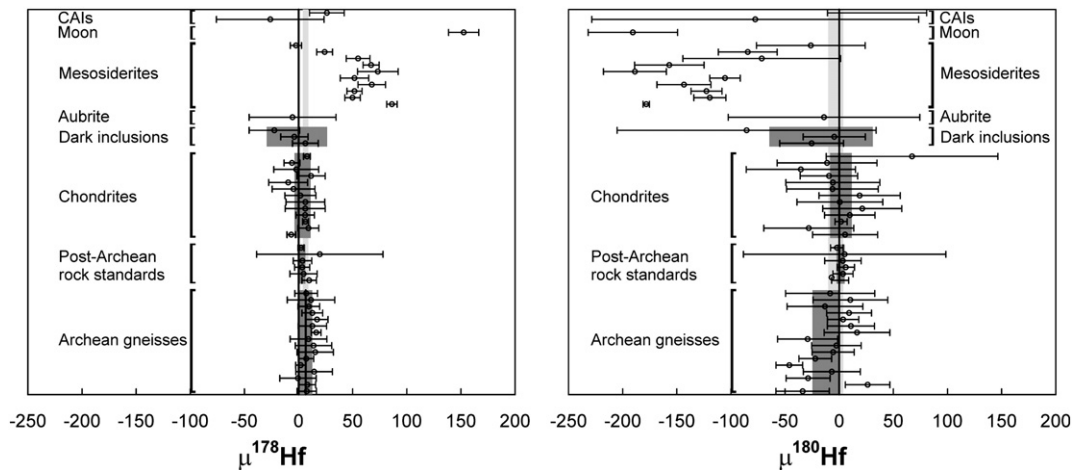 CAIs
Moon
Mesosiderites
Aubrite
Dark inclusions
Chondrites
Post-Archean
rock standards
Archean gneisses
-250 -200 -150 -100 -50 0 50 100 150 200
μ¹⁷⁸Hf
CAIs
Moon
Mesosiderites
Aubrite
Dark inclusions
Chondrites
Post-Archean
rock standards
Archean gneisses
-250 -200 -150 -100 -50 0 50 100 150 200
μ¹⁸⁰Hf